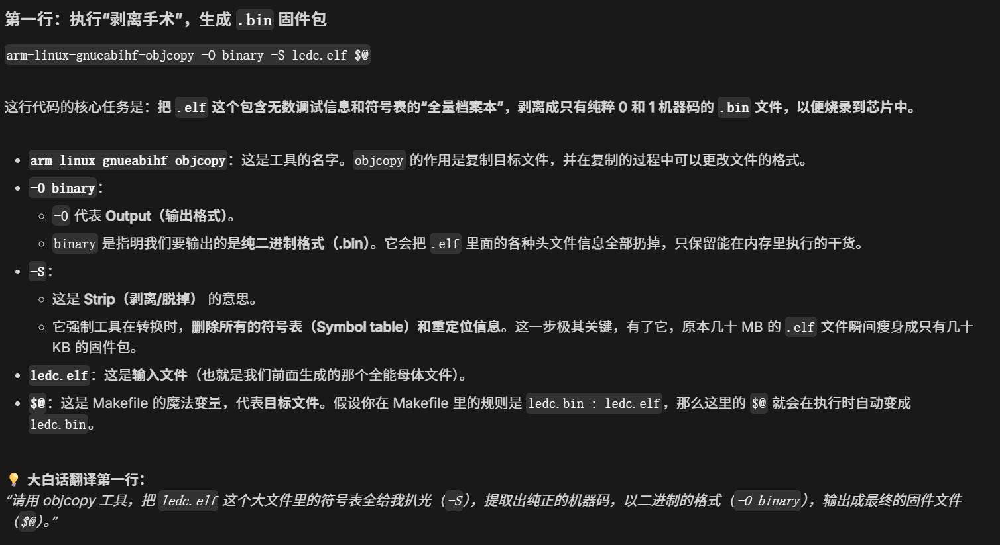 第一行：执行“剥离手术”，生成 .bin 固件包
arm-linux-gnueabihf-objcopy -O binary -S ledc.elf $@
这行代码的核心任务是：把 .elf 这个包含无数调试信息和符号表的“全量档案本”，剥离成只有纯粹 0 和 1 机器码的 .bin 文件，以便烧录到芯片中。
• arm-linux-gnueabihf-objcopy：这是工具的名字。objcopy 的作用是复制目标文件，并在复制的过程中可以更改文件的格式。
• -O binary：
◦ -O 代表 Output（输出格式）。
◦ binary 是指明我们要输出的是纯二进制格式（.bin）。它会把 .elf 里面的各种头文件信息全部扔掉，只保留能在内存里执行的干货。
• -S：
◦ 这是 Strip（剥离/脱掉） 的意思。
◦ 它强制工具在转换时，删除所有的符号表（Symbol table）和重定位信息。这一步极其关键，有了它，原本几十 MB 的 .elf 文件瞬间瘦身成只有几十
KB 的固件包。
• ledc.elf：这是输入文件（也就是我们前面生成的那个全能母体文件）。
• $@：这是 Makefile 的魔法变量，代表目标文件。假设你在 Makefile 里的规则是 ledc.bin : ledc.elf，那么这里的 $@ 就会在执行时自动变成
ledc.bin。
💡 大白话翻译第一行：
“请用 objcopy 工具，把 ledc.elf 这个大文件里的符号表全给我扒光（-S），提取出纯正的机器码，以二进制的格式（-O binary），输出成最终的固件文件
（$@）。”